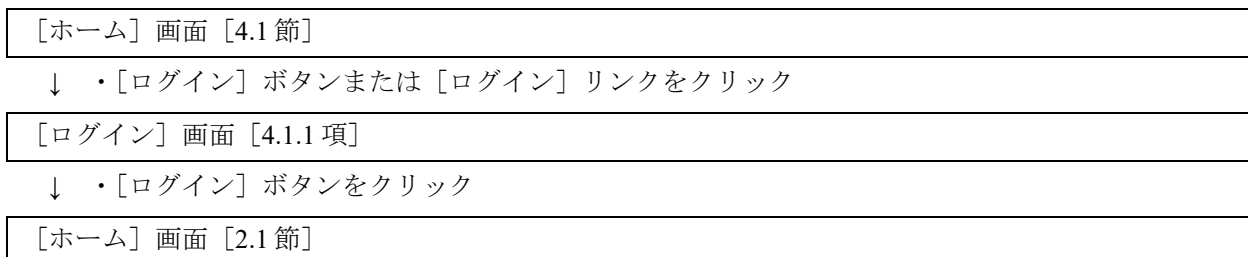 ［ホーム］画面［4.1 節］
↓ ・［ログイン］ボタンまたは［ログイン］リンクをクリック
［ログイン］画面［4.1.1 項］
↓ ・［ログイン］ボタンをクリック
［ホーム］画面［2.1 節］